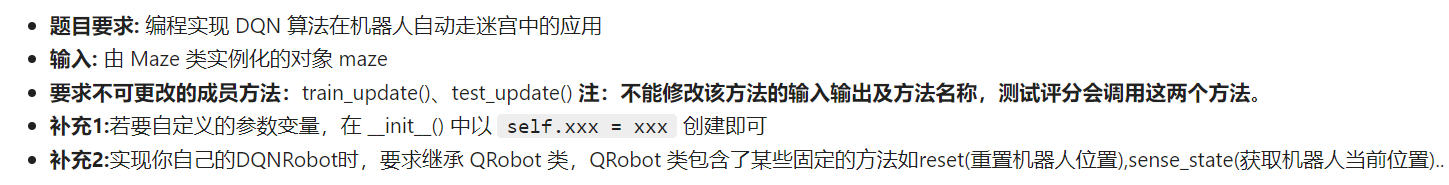 题目要求: 编程实现 DQN 算法在机器人自动走迷宫中的应用
输入: 由 Maze 类实例化的对象 maze
要求不可更改的成员方法：train_update()、test_update() 注：不能修改该方法的输入输出及方法名称，测试评分会调用这两个方法。
补充1:若要自定义的参数变量，在 __init__() 中以 self.xxx = xxx 创建即可
补充2:实现你自己的DQNRobot时，要求继承 QRobot 类，QRobot 类包含了某些固定的方法如reset(重置机器人位置),sense_state(获取机器人当前位置)..